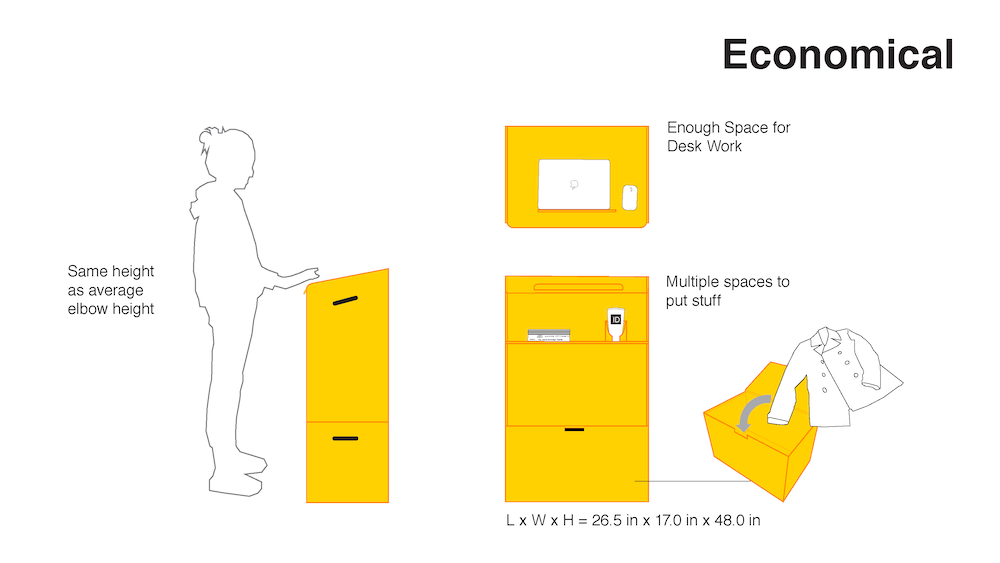 Economical
Enough Space for
Desk Work
Same height
as average
elbow height
Multiple spaces to
put stuff
ID
L x W x H = 26.5 in x 17.0 in x 48.0 in